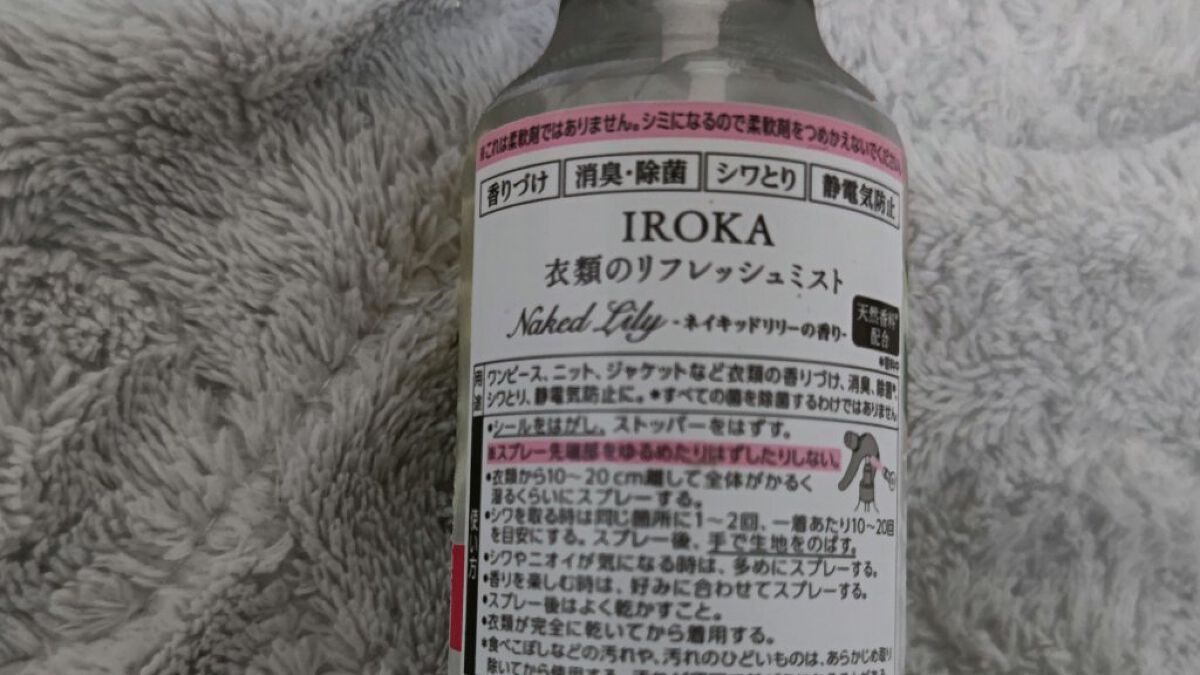 ※これは柔軟剤ではありません。シミになるので柔軟剤をつめかえないでください。
香りづけ 消臭・除菌 シワとり 静電気防止
IROKA
衣類のリフレッシュミスト
Naked Lily -ネイキッドリリーの香り-
天然香料*
配合
用途
ワンピース、ニット、ジャケットなど衣類の香りづけ、消臭、除菌*、
シワとり、静電気防止に。*すべての菌を除菌するわけではありません
使い方
•シールをはがし、ストッパーをはずす。
※スプレー先端部をゆるめたりはずしたりしない。
•衣類から10〜20cm離して全体がかるく
湿るくらいにスプレーする。
•シワを取る時は同じ箇所に1〜2回、一着あたり10〜20回
を目安にする。スプレー後、手で生地をのばす。
•シワやニオイが気になる時は、多めにスプレーする。
•香りを楽しむ時は、好みに合わせてスプレーする。
•スプレー後はよく乾かすこと。
•衣類が完全に乾いてから着用する。
*食べこぼしなどの汚れや、汚れのひどいものは、あらかじめ取り
除いてから使用する。